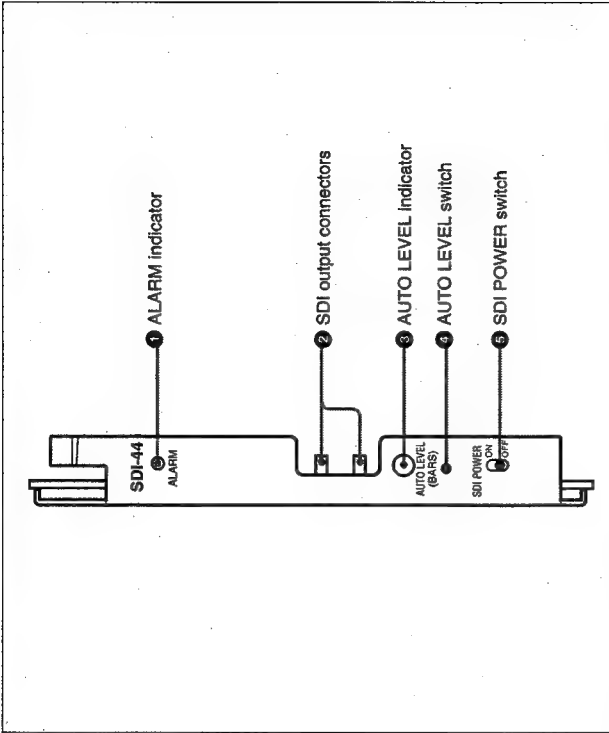 SDI-44
ALARM
AUTO LEVEL
(BARS)
SDI POWER
ON
OFF
1 ALARM indicator
2 SDI output connectors
3 AUTO LEVEL indicator
4 AUTO LEVEL switch
5 SDI POWER switch